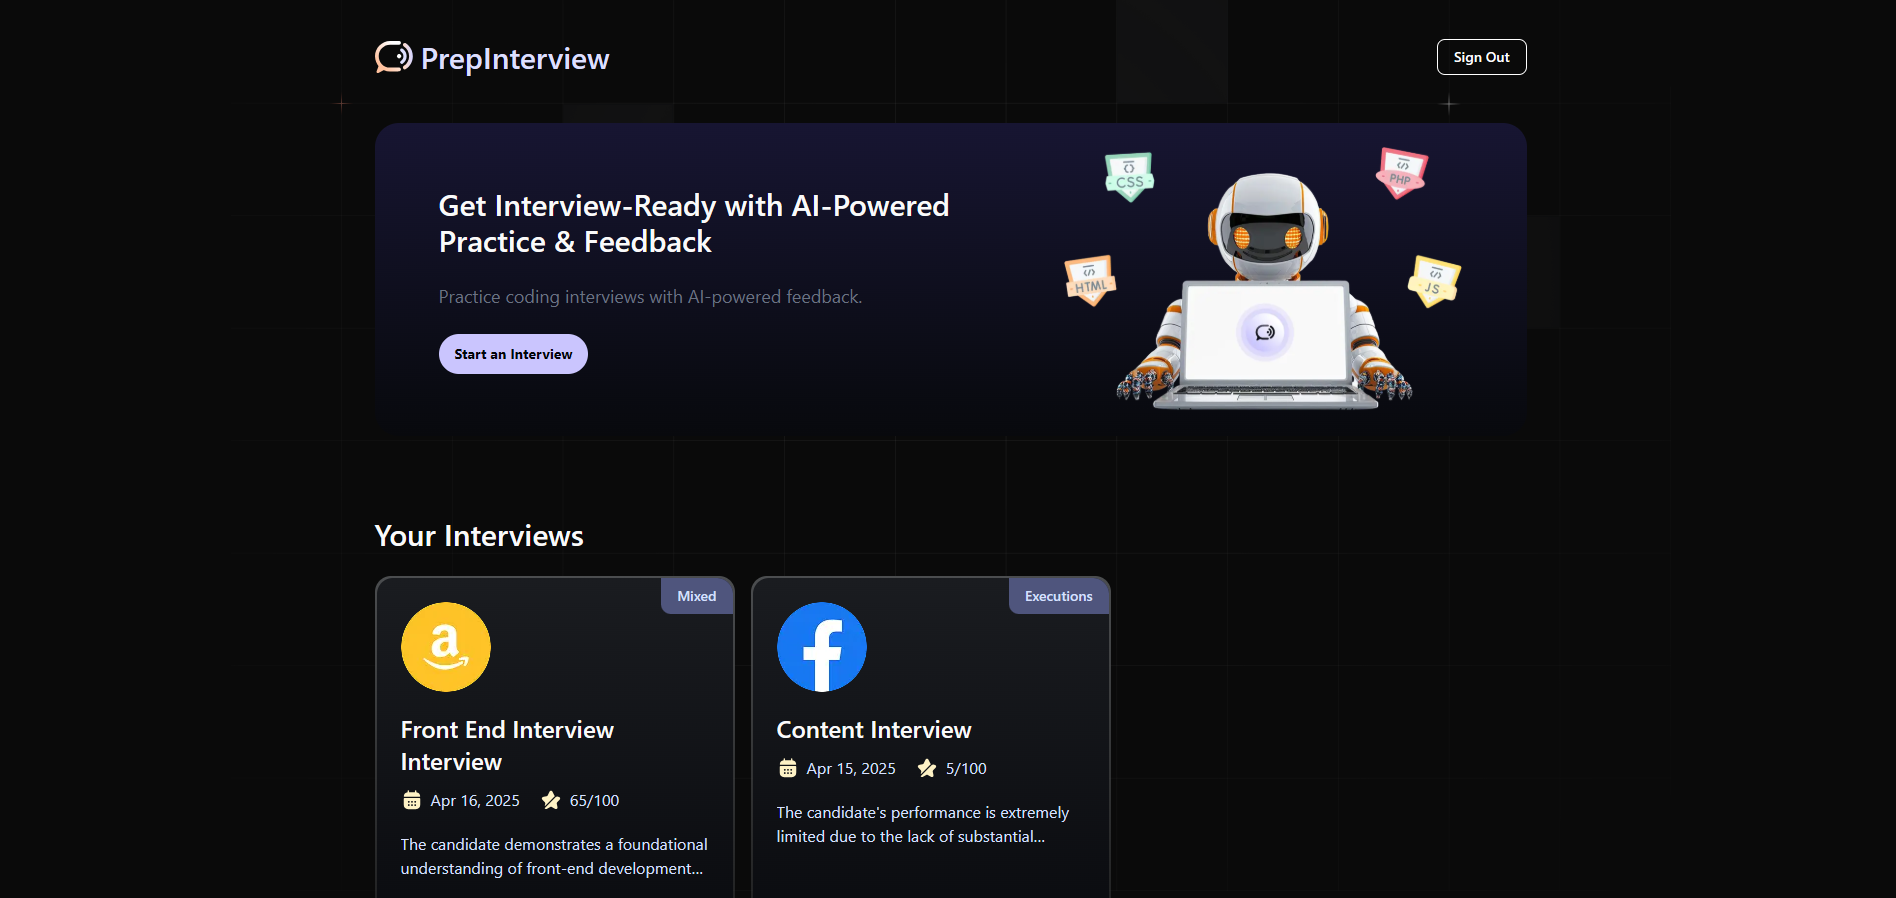 PrepInterview
Sign Out
Get Interview-Ready with AI-Powered
Practice & Feedback
Practice coding interviews with AI-powered feedback.
Start an Interview
CSS
PHP
HTML
JS
Your Interviews
Mixed
Front End Interview
Interview
Apr 16, 2025 65/100
The candidate demonstrates a foundational
understanding of front-end development...
Executions
Content Interview
Apr 15, 2025 5/100
The candidate's performance is extremely
limited due to the lack of substantial...